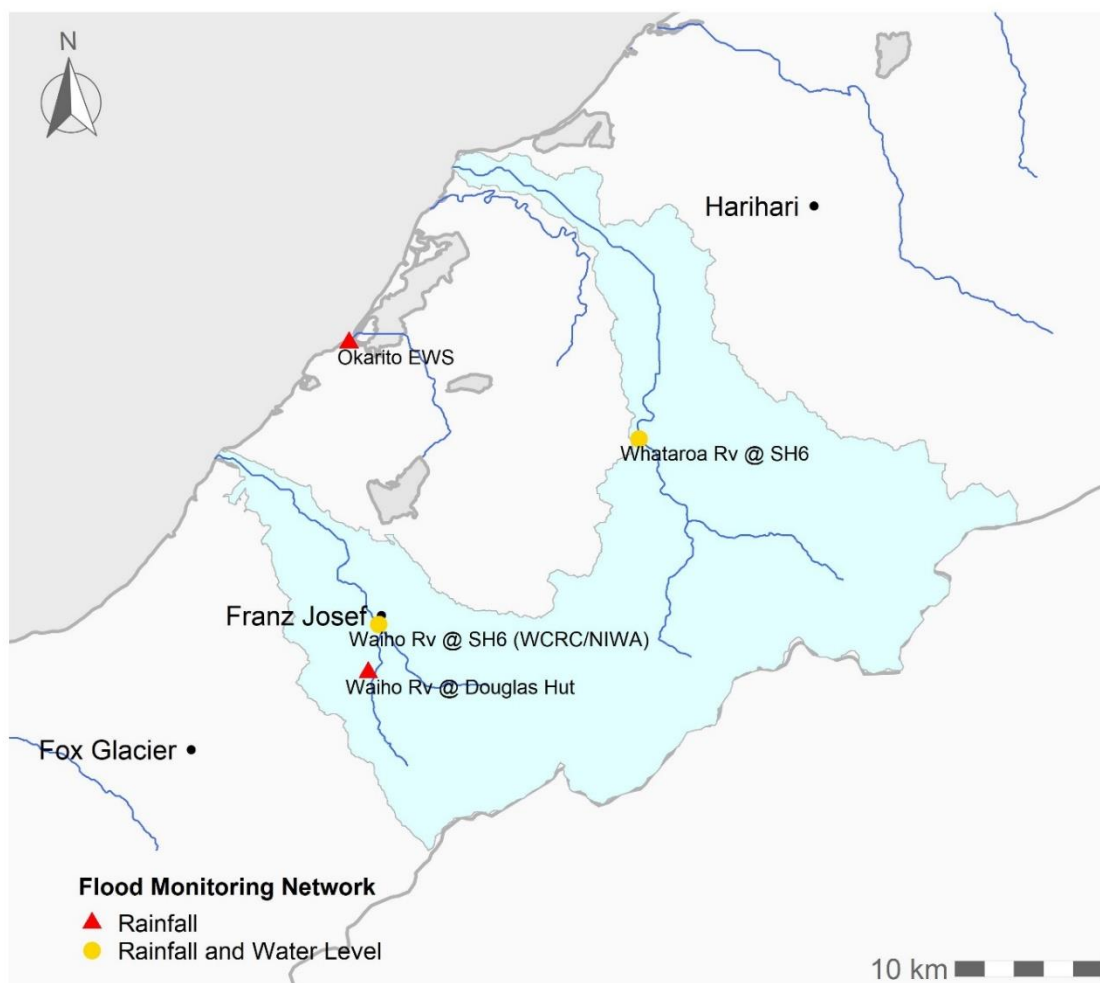 N
Harihari
Okarito EWS
Whataroa Rv @ SH6
Franz Josef
Waiho Rv @ SH6 (WCRC/NIWA)
Waiho Rv @ Douglas Hut
Fox Glacier
Flood Monitoring Network
Rainfall
Rainfall and Water Level
10 km